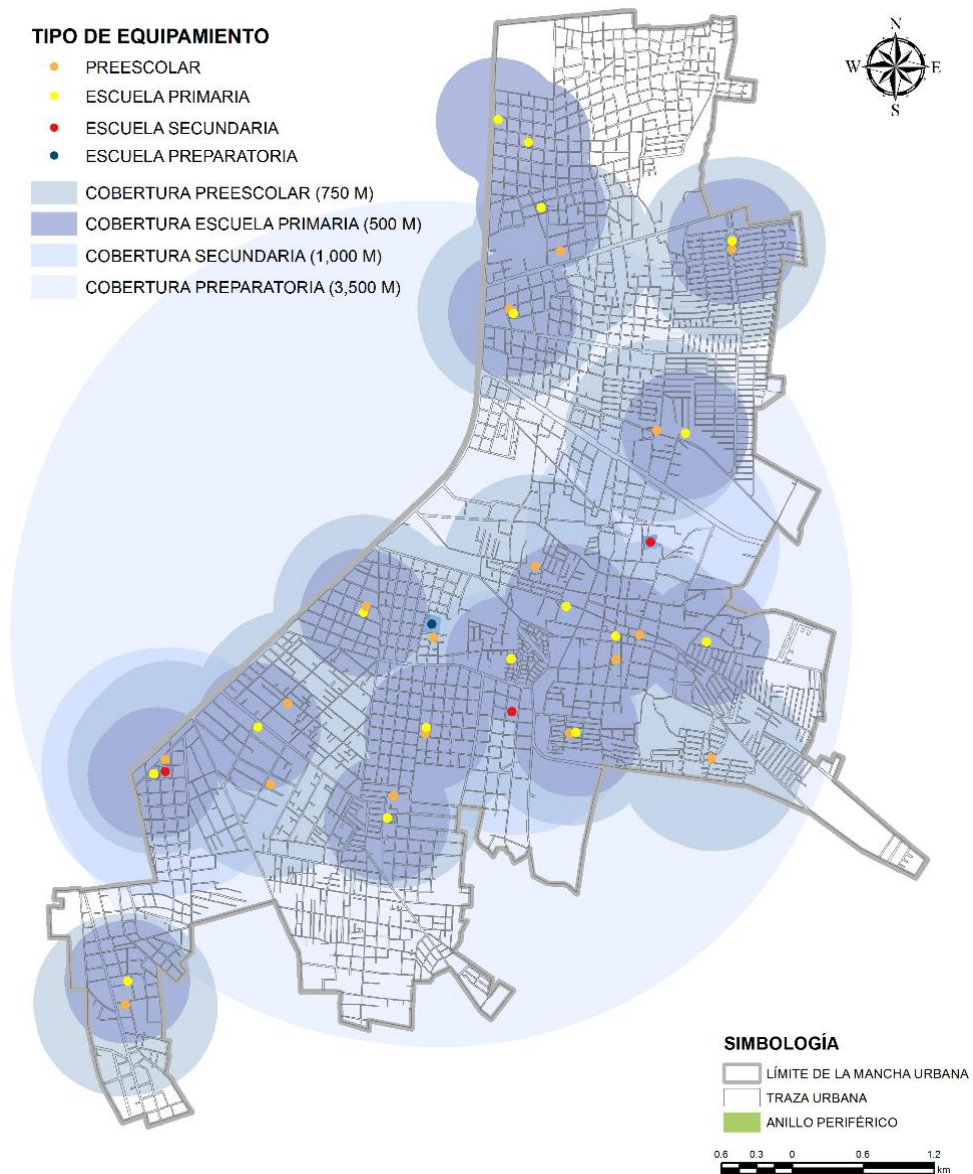 TIPO DE EQUIPAMIENTO
PREESCOLAR
ESCUELA PRIMARIA
ESCUELA SECUNDARIA
ESCUELA PREPARATORIA
COBERTURA PREESCOLAR (750 M)
COBERTURA ESCUELA PRIMARIA (500 M)
COBERTURA SECUNDARIA (1,000 M)
COBERTURA PREPARATORIA (3,500 M)
N
W E
S
SIMBOLOGÍA
LÍMITE DE LA MANCHA URBANA
TRAZA URBANA
ANILLO PERIFÉRICO
0.6 0.3 0 0.6 1.2
km